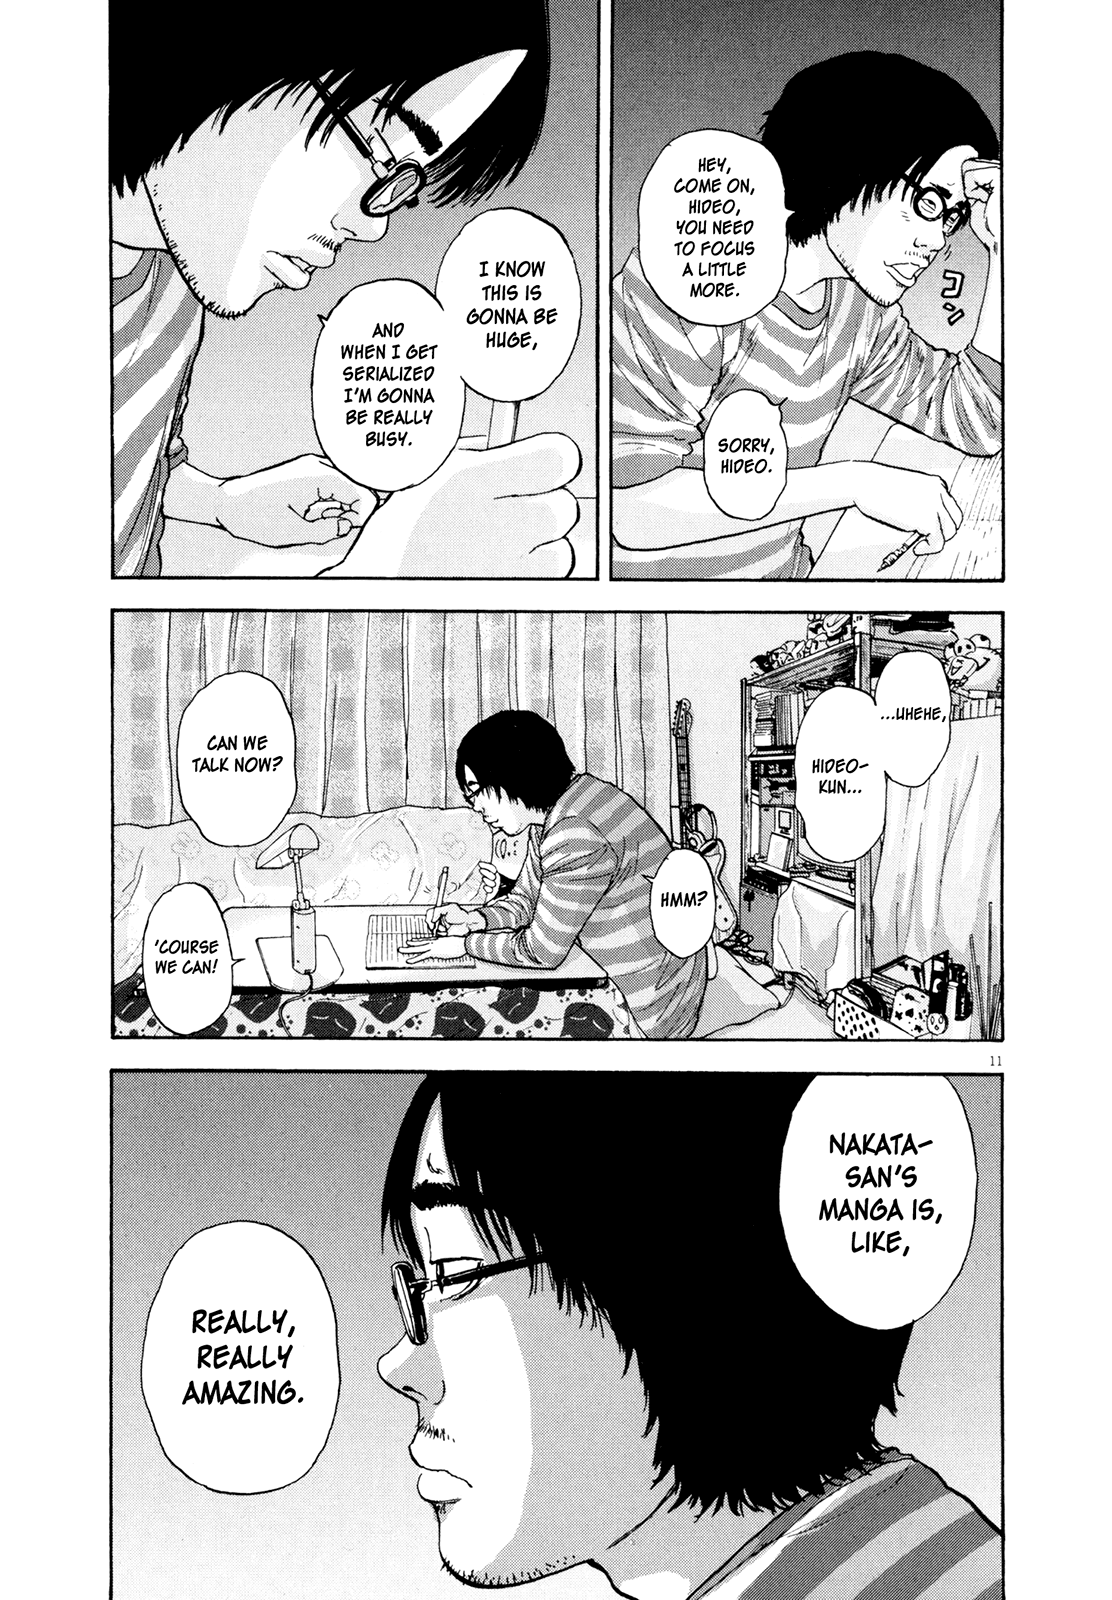 HEY,
COME ON,
HIDEO,
YOU NEED
TO FOCUS
A LITTLE
MORE.
コン
SORRY,
HIDEO.
I KNOW
THIS IS
GONNA BE
HUGE,
AND
WHEN I GET
SERIALIZED
I'M GONNA
BE REALLY
BUSY.
...UHEHE,
HIDEO-
KUN...
HMM?
CAN WE
TALK NOW?
'COURSE
WE CAN!
11
NAKATA-
SAN'S
MANGA IS,
LIKE,
REALLY,
REALLY
AMAZING.